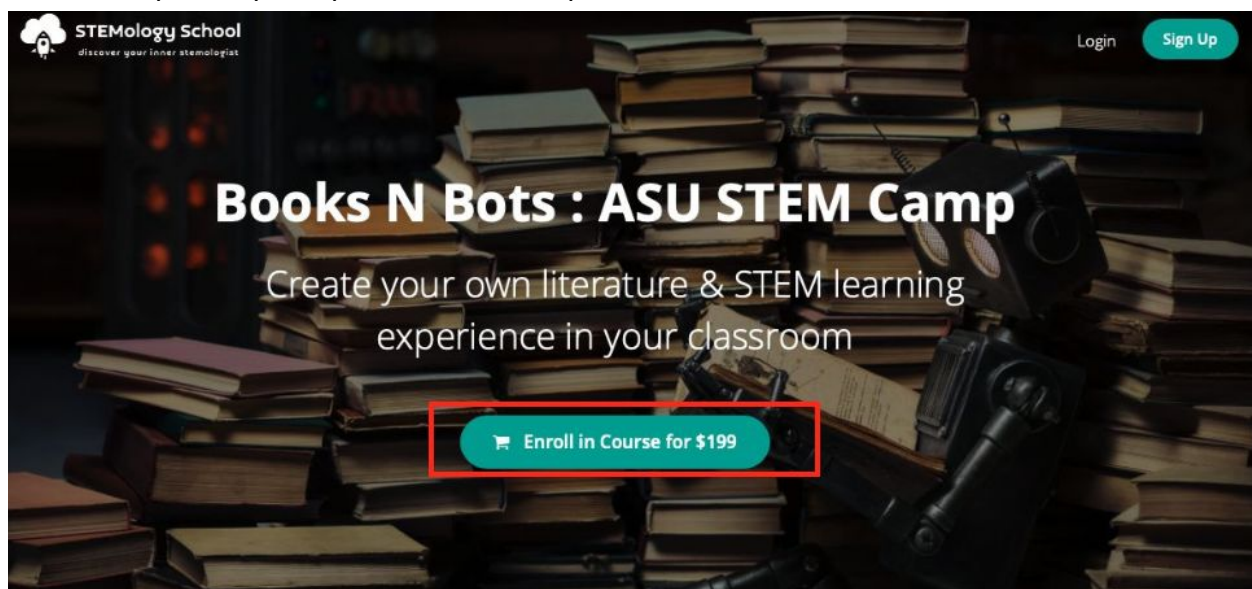 STEMology School
discover your inner stemologist
Login
Sign Up
Books N Bots : ASU STEM Camp
Create your own literature & STEM learning
experience in your classroom
Enroll in Course for $199